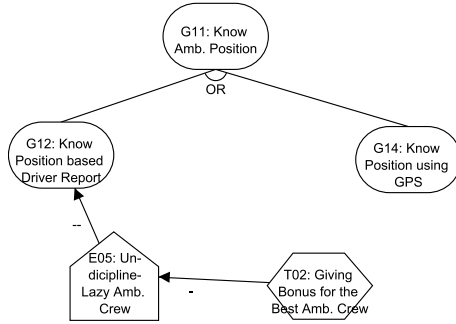 G11: Know
Amb. Position
OR
G12: Know
Position based
Driver Report
G14: Know
Position using
GPS
--
E05: Un-
dicipline-
Lazy Amb.
Crew
-
T02: Giving
Bonus for the
Best Amb. Crew